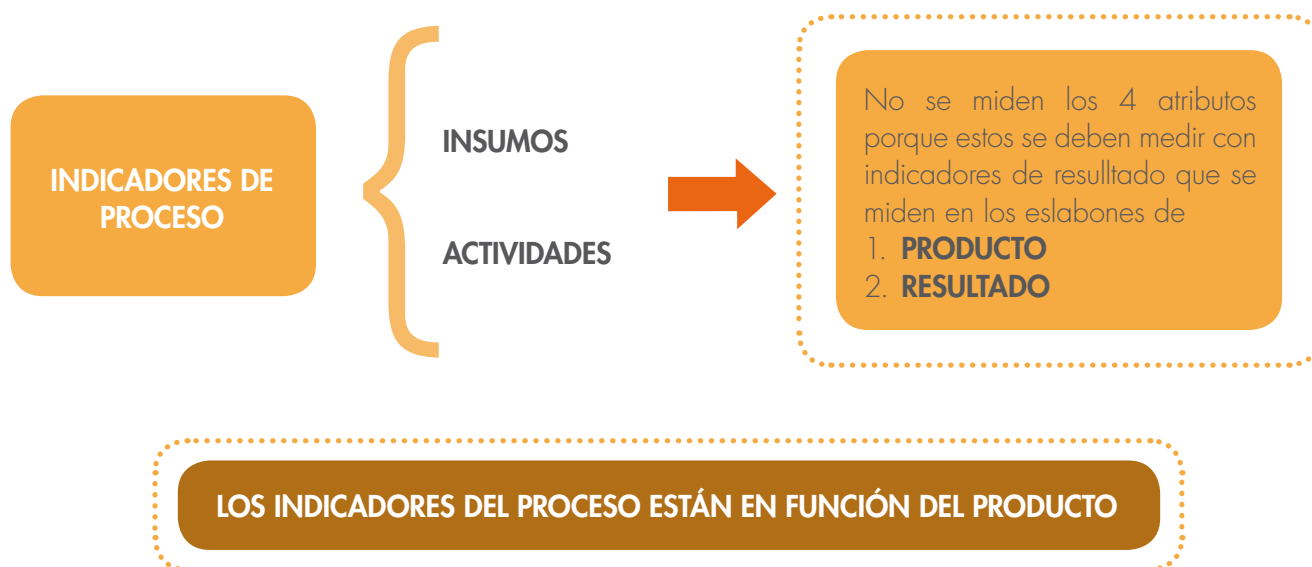 INDICADORES DE
PROCESO
INSUMOS
ACTIVIDADES
No se miden los 4 atributos
porque estos se deben medir con
indicadores de resulltado que se
miden en los eslabones de
1. PRODUCTO
2. RESULTADO
LOS INDICADORES DEL PROCESO ESTÁN EN FUNCIÓN DEL PRODUCTO